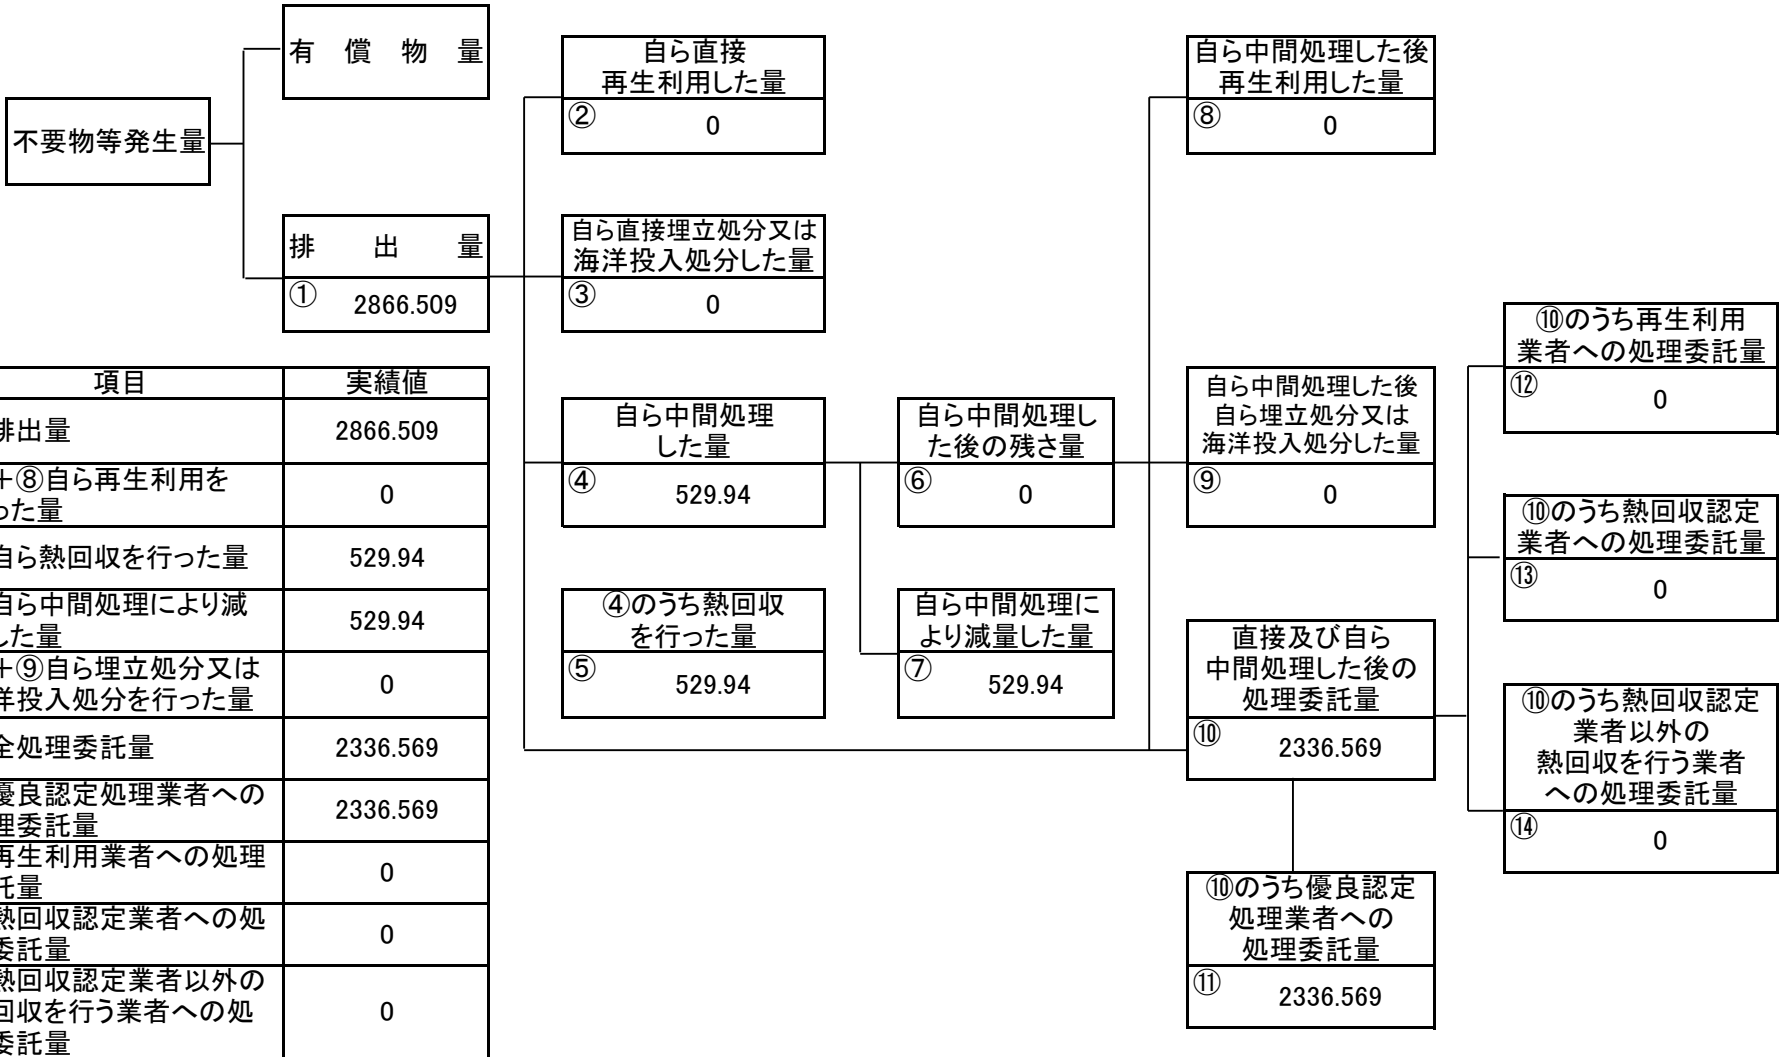 有償物量
不要物等発生量
排出量
① 2866.509
自ら直接
再生利用した量
② 0
自ら直接埋立処分又は
海洋投入処分した量
③ 0
自ら中間処理
した量
④ 529.94
④のうち熱回収
を行った量
⑤ 529.94
自ら中間処理し
た後の残さ量
⑥ 0
自ら中間処理に
より減量した量
⑦ 529.94
自ら中間処理した後
再生利用した量
⑧ 0
自ら中間処理した後
自ら埋立処分又は
海洋投入処分した量
⑨ 0
直接及び自ら
中間処理した後の
処理委託量
⑩ 2336.569
⑩のうち優良認定
処理業者への
処理委託量
⑪ 2336.569
⑩のうち再生利用
業者への処理委託量
⑫ 0
⑩のうち熱回収認定
業者への処理委託量
⑬ 0
⑩のうち熱回収認定
業者以外の
熱回収を行う業者
への処理委託量
⑭ 0
項目 実績値
排出量 2866.509
+⑧自ら再生利用を
った量 0
自ら熱回収を行った量 529.94
自ら中間処理により減
した量 529.94
+⑨自ら埋立処分又は
洋投入処分を行った量 0
全処理委託量 2336.569
優良認定処理業者への
理委託量 2336.569
再生利用業者への処理
託量 0
熱回収認定業者への処
委託量 0
熱回収認定業者以外の
回収を行う業者への処
委託量 0